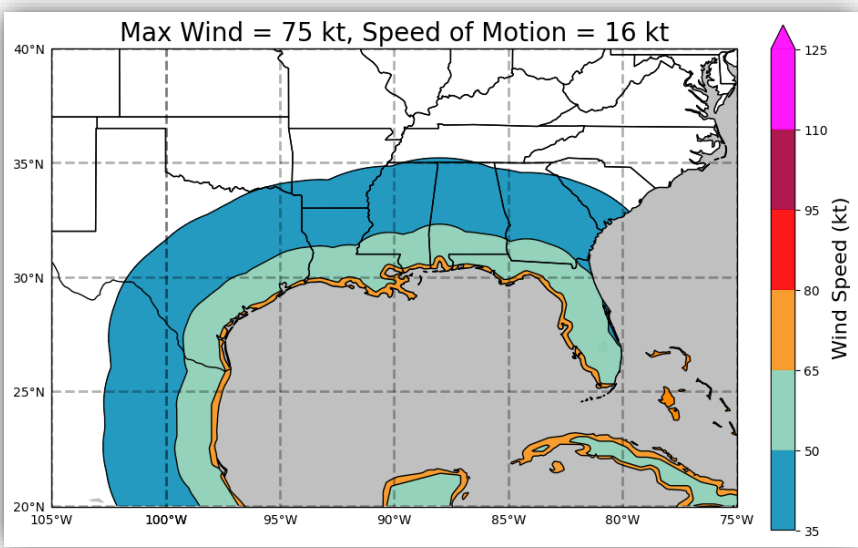 Max Wind = 75 kt, Speed of Motion = 16 kt
40°N
35°N
30°N
25°N
20°N
105°W
100°W
95°W
90°W
85°W
80°W
75°W
125
110
95
80
65
50
35
Wind Speed (kt)